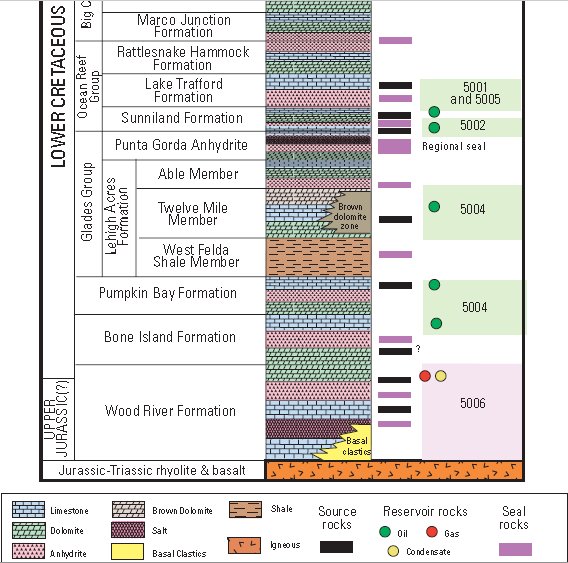 Big C
Marco Junction
Formation
Rattlesnake Hammock
Formation
LOWER CRETACEOUS
Ocean Reef
Group
Lake Trafford
Formation
5001
and 5005
Sunniland Formation
5002
Punta Gorda Anhydrite
Regional seal
Glades Group
Lehigh Acres
Formation
Able Member
Twelve Mile
Member
Brown
dolomite
zone
5004
West Felda
Shale Member
Pumpkin Bay Formation
5004
Bone Island Formation
?
UPPER
JURASSIC(?)
Wood River Formation
5006
Basal
clastics
Jurassic-Triassic rhyolite & basalt
Limestone
Brown Dolomite
Shale
Source
rocks
Reservoir rocks
Seal
rocks
Dolomite
Salt
Oil
Gas
Anhydrite
Basal Clastics
Igneous
Condensate